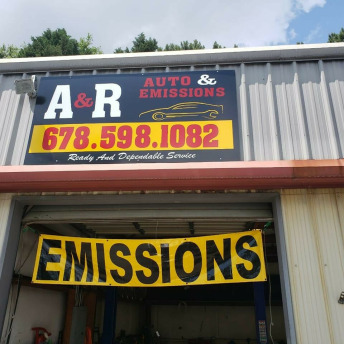 A&R AUTO &
EMISSIONS
678.598.1082
Ready And Dependable Service
EMISSIONS